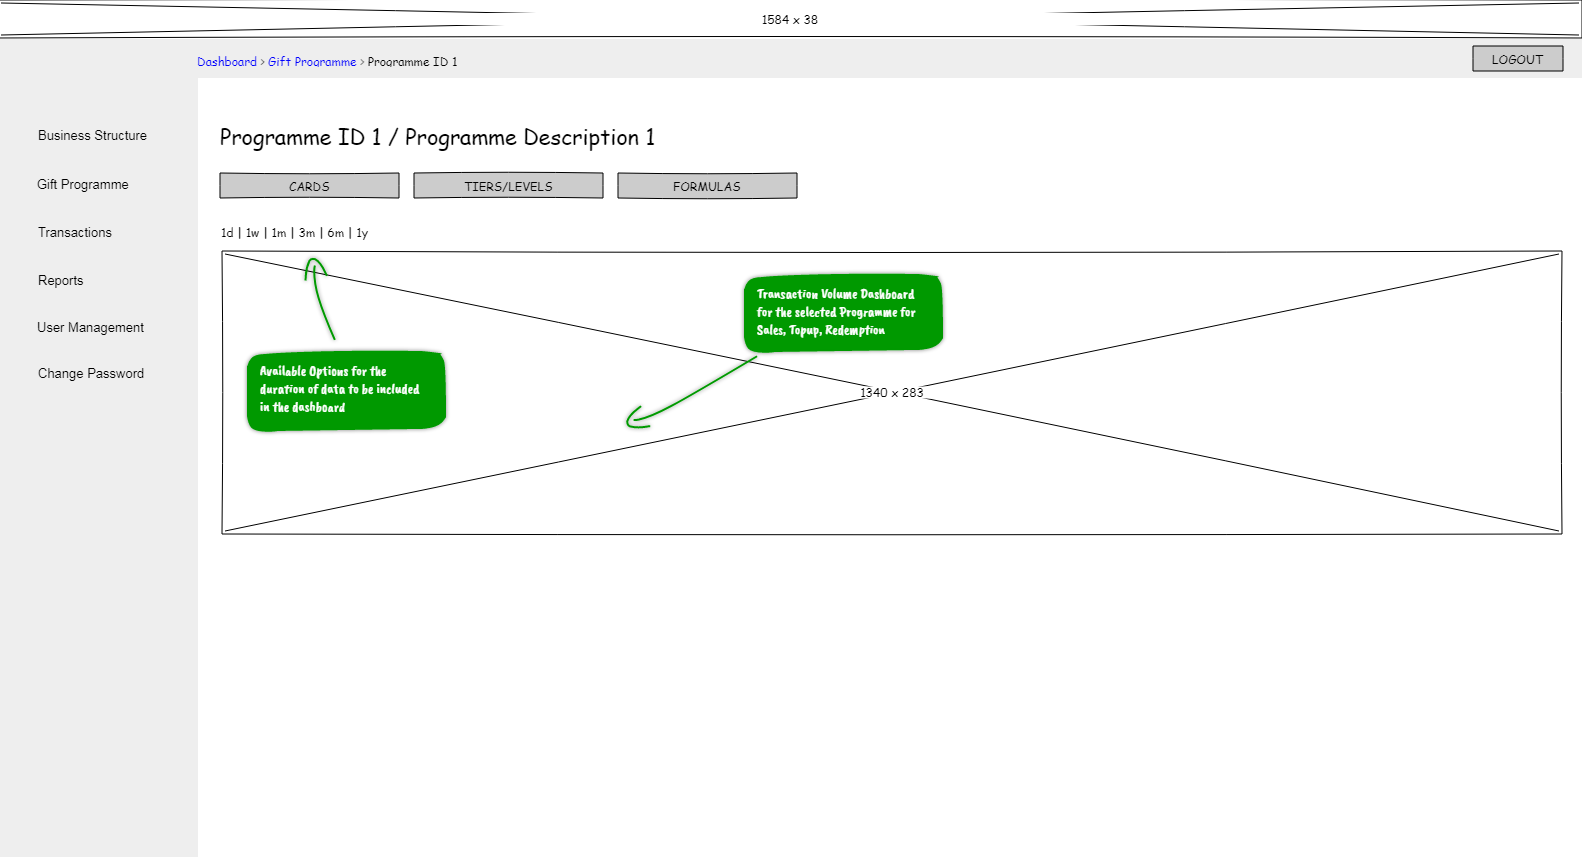 1584 x 38
Dashboard > Gift Programme > Programme ID 1
LOGOUT
Business Structure
Gift Programme
Transactions
Reports
User Management
Change Password
Programme ID 1 / Programme Description 1
CARDS
TIERS/LEVELS
FORMULAS
1d | 1w | 1m | 3m | 6m | 1y
Transaction Volume Dashboard
for the selected Programme for
Sales, Topup, Redemption
Available Options for the
duration of data to be included
in the dashboard
1340 x 283